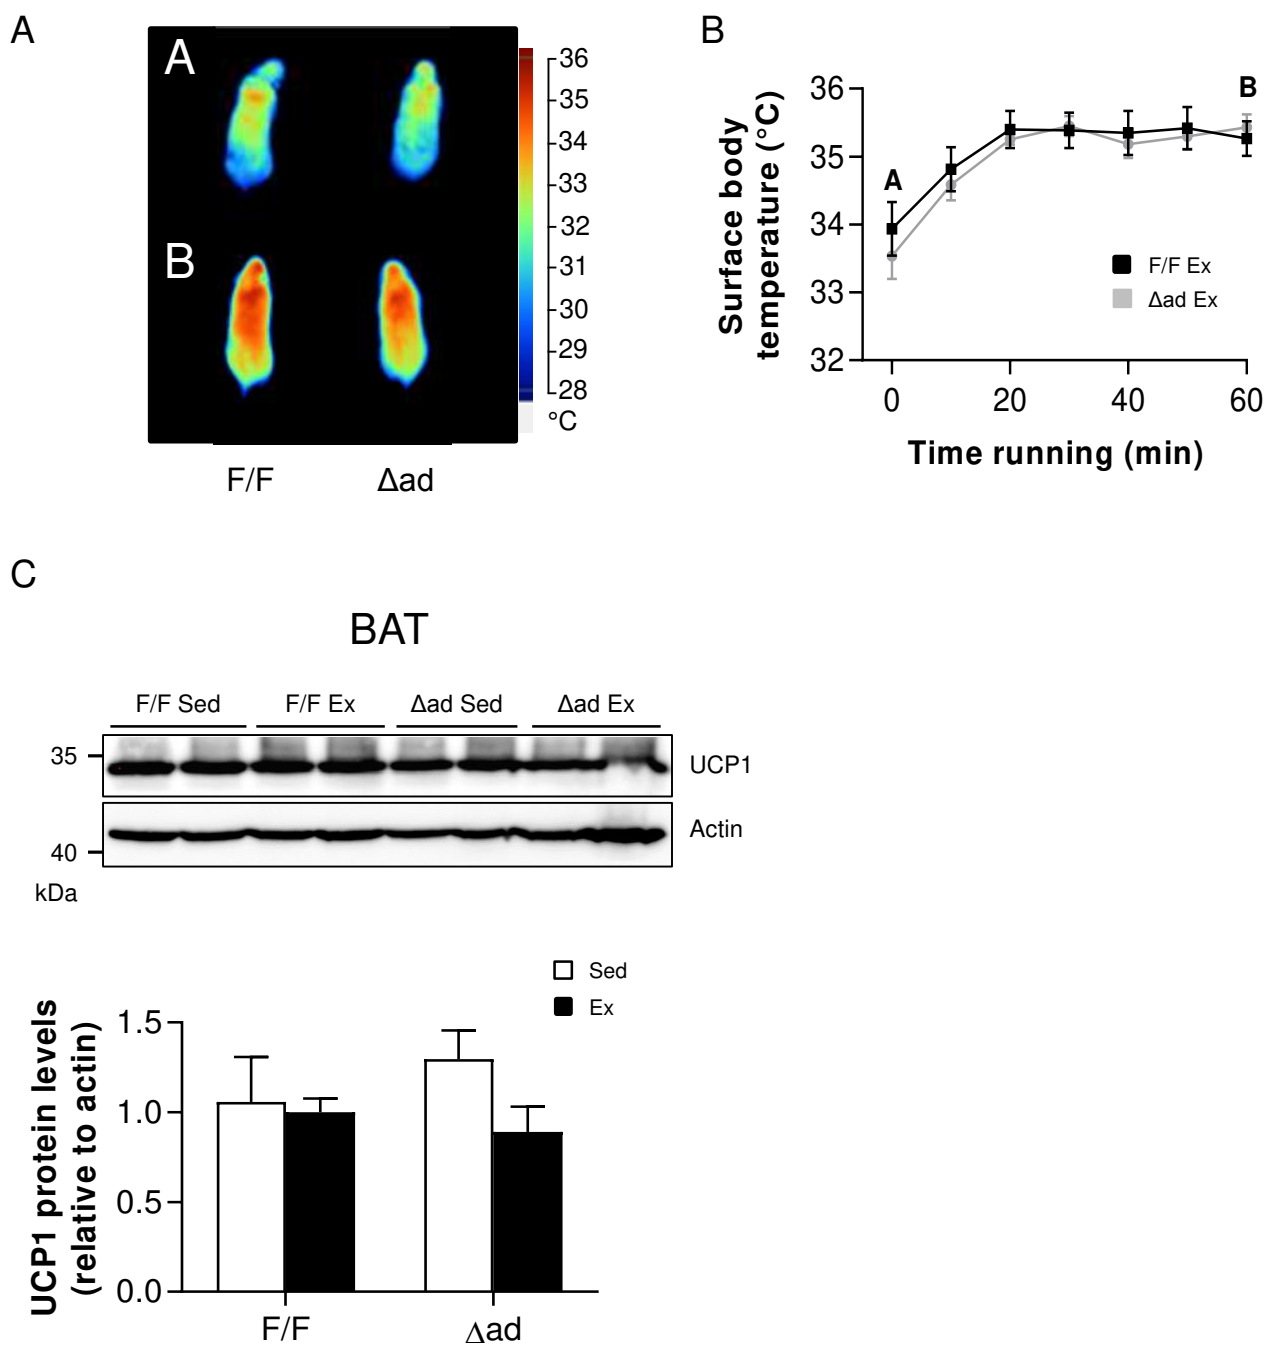 A
A
B
36
35
34
33
32
31
30
29
28
°C
F/F Δad
B
Surface body
temperature (°C)
36
35
34
33
32
A
B
F/F Ex
Δad Ex
0 20 40 60
Time running (min)
C
BAT
F/F Sed F/F Ex Δad Sed Δad Ex
35
UCP1
Actin
40
kDa
Sed
Ex
UCP1 protein levels
(relative to actin)
1.5
1.0
0.5
0.0
F/F Δad